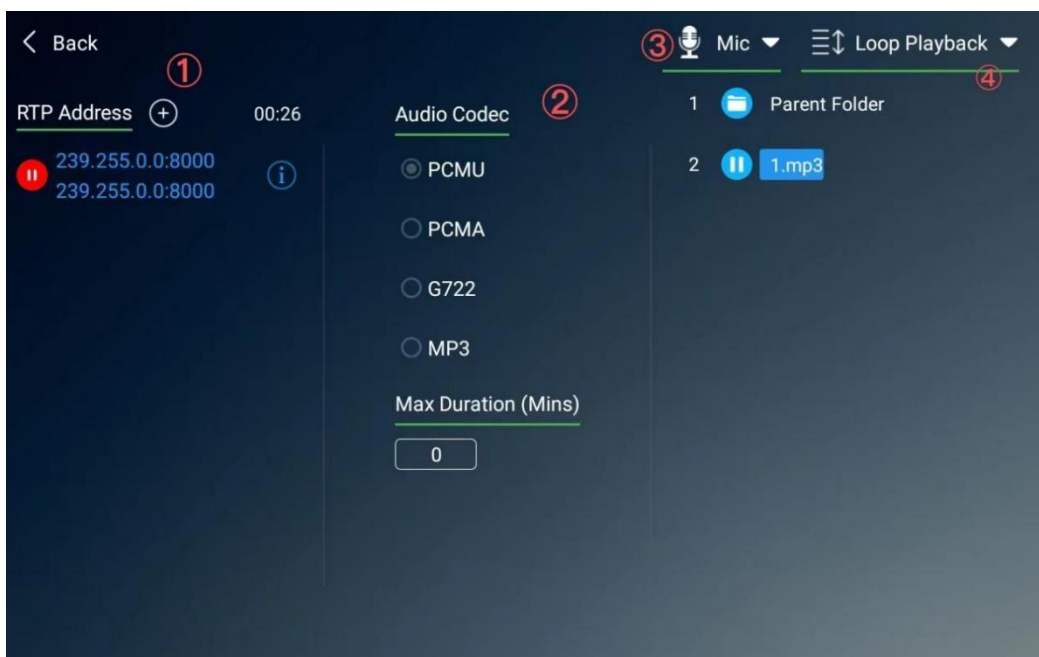 Back
①
③ Mic
Loop Playback
④
RTP Address + 00:26
239.255.0.0:8000
239.255.0.0:8000
i
Audio Codec
②
PCMU
PCMA
G722
MP3
Max Duration (Mins)
0
1 Parent Folder
2 1.mp3